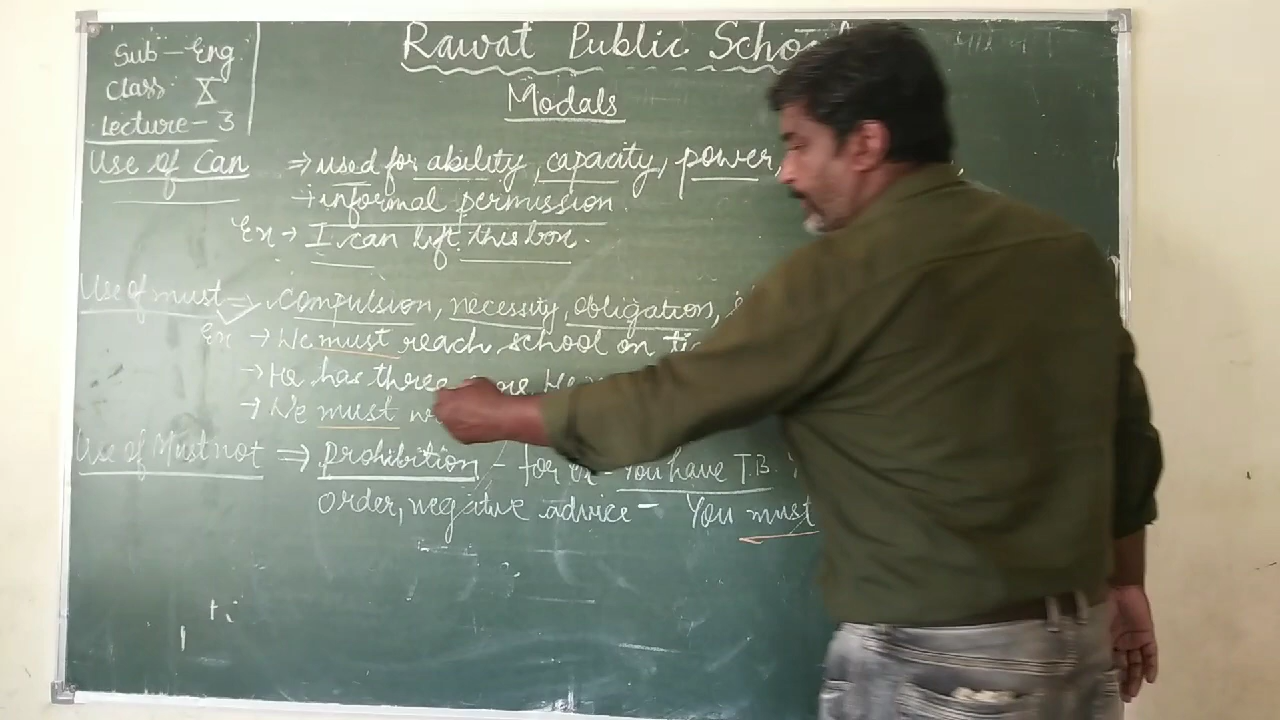 Sub - Eng.
Class. X
Lecture - 3
Rawat Public School
Modals
Use of Can ⇒ used for ability, capacity, power,
→ informal permission.
Ex → I can lift this box.
Use of must ⇒ Compulsion, necessity, obligation,
Ex → We must reach school on
→ He has three He
→ We must
Use of Must not ⇒ prohibition - for ex - You have T.B.
order, negative advice - You must